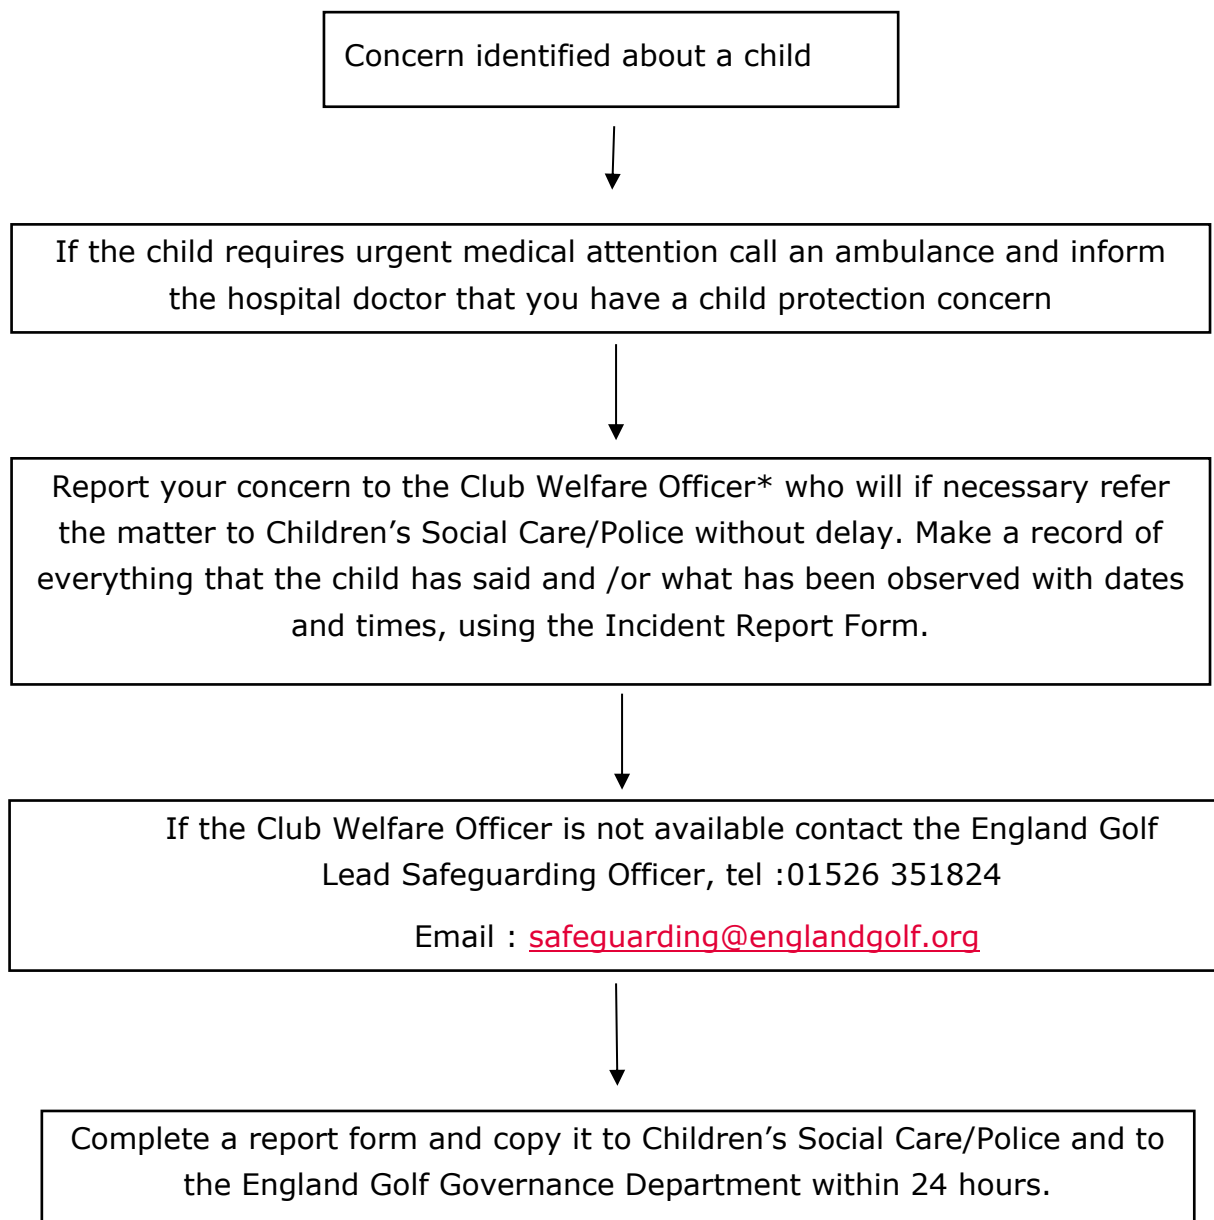 Concern identified about a child
If the child requires urgent medical attention call an ambulance and inform
the hospital doctor that you have a child protection concern
Report your concern to the Club Welfare Officer* who will if necessary refer
the matter to Children’s Social Care/Police without delay. Make a record of
everything that the child has said and /or what has been observed with dates
and times, using the Incident Report Form.
If the Club Welfare Officer is not available contact the England Golf
Lead Safeguarding Officer, tel :01526 351824
Email : safeguarding@englandgolf.org
Complete a report form and copy it to Children’s Social Care/Police and to
the England Golf Governance Department within 24 hours.